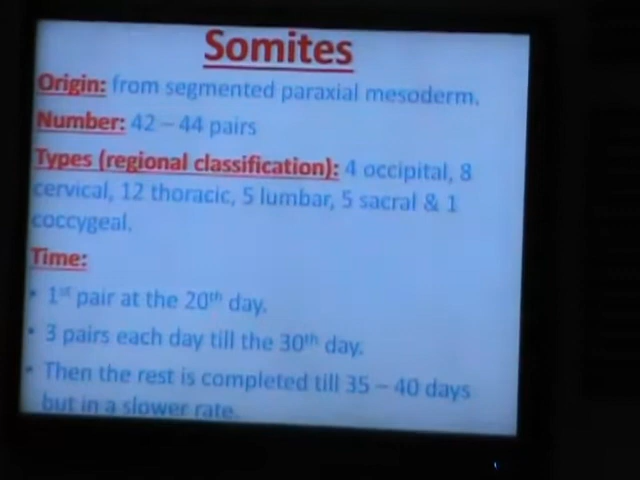 Somites
Origin: from segmented paraxial mesoderm.
Number: 42 – 44 pairs
Types (regional classification): 4 occipital, 8
cervical, 12 thoracic, 5 lumbar, 5 sacral & 1
coccygeal.
Time:
• 1st pair at the 20th day.
• 3 pairs each day till the 30th day.
• Then the rest is completed till 35 – 40 days
but in a slower rate.